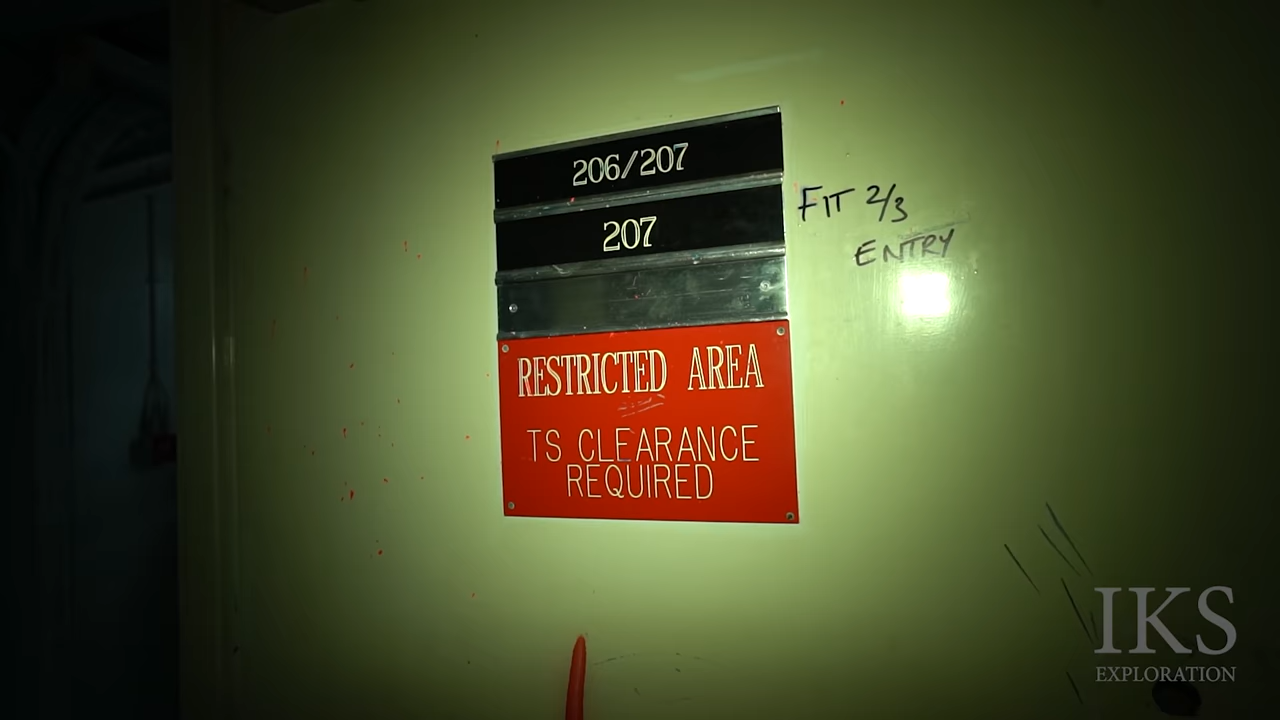 206/207
207
FIT 2/3
ENTRY
RESTRICTED AREA
TS CLEARANCE
REQUIRED
IKS
EXPLORATION